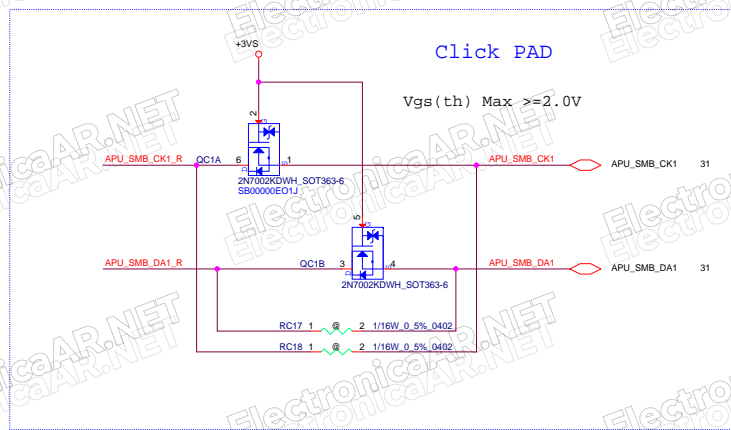 +3VS
Click PAD
Vgs(th) Max >=2.0V
2
G
APU_SMB_CK1_R
QC1A
6
D
S
1
APU_SMB_CK1
APU_SMB_CK1
31
2N7002KDWH_SOT363-6
SB00000EO1J
5
G
APU_SMB_DA1_R
QC1B
3
D
S
4
APU_SMB_DA1
APU_SMB_DA1
31
2N7002KDWH_SOT363-6
RC17 1 @ 2 1/16W_0_5%_0402
RC18 1 @ 2 1/16W_0_5%_0402
ElectronicaAR.NET
ElectronicaAR.NET